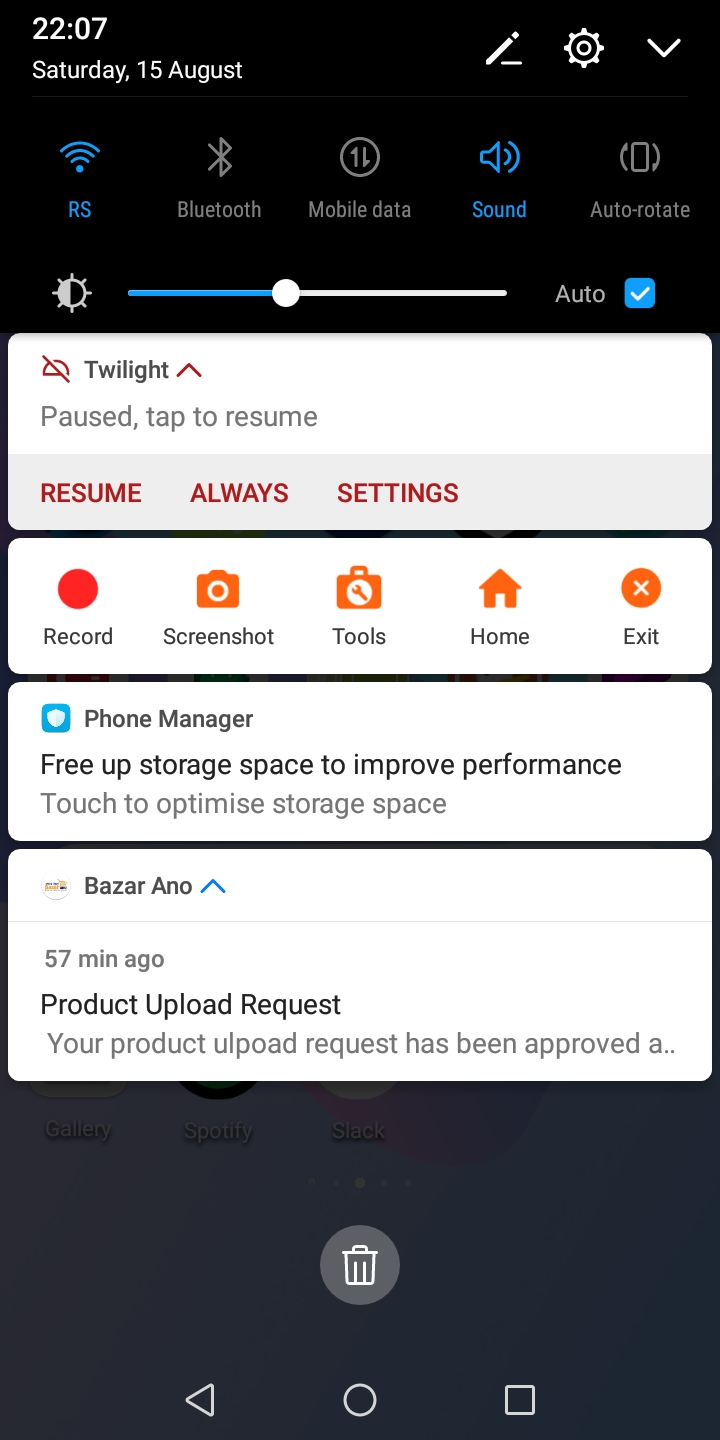 22:07
Saturday, 15 August
RS
Bluetooth
Mobile data
Sound
Auto-rotate
Auto
Twilight
Paused, tap to resume
RESUME ALWAYS SETTINGS
Record
Screenshot
Tools
Home
Exit
Phone Manager
Free up storage space to improve performance
Touch to optimise storage space
Bazar Ano
57 min ago
Product Upload Request
Your product ulpoad request has been approved a..
Gallery
Spotify
Slack